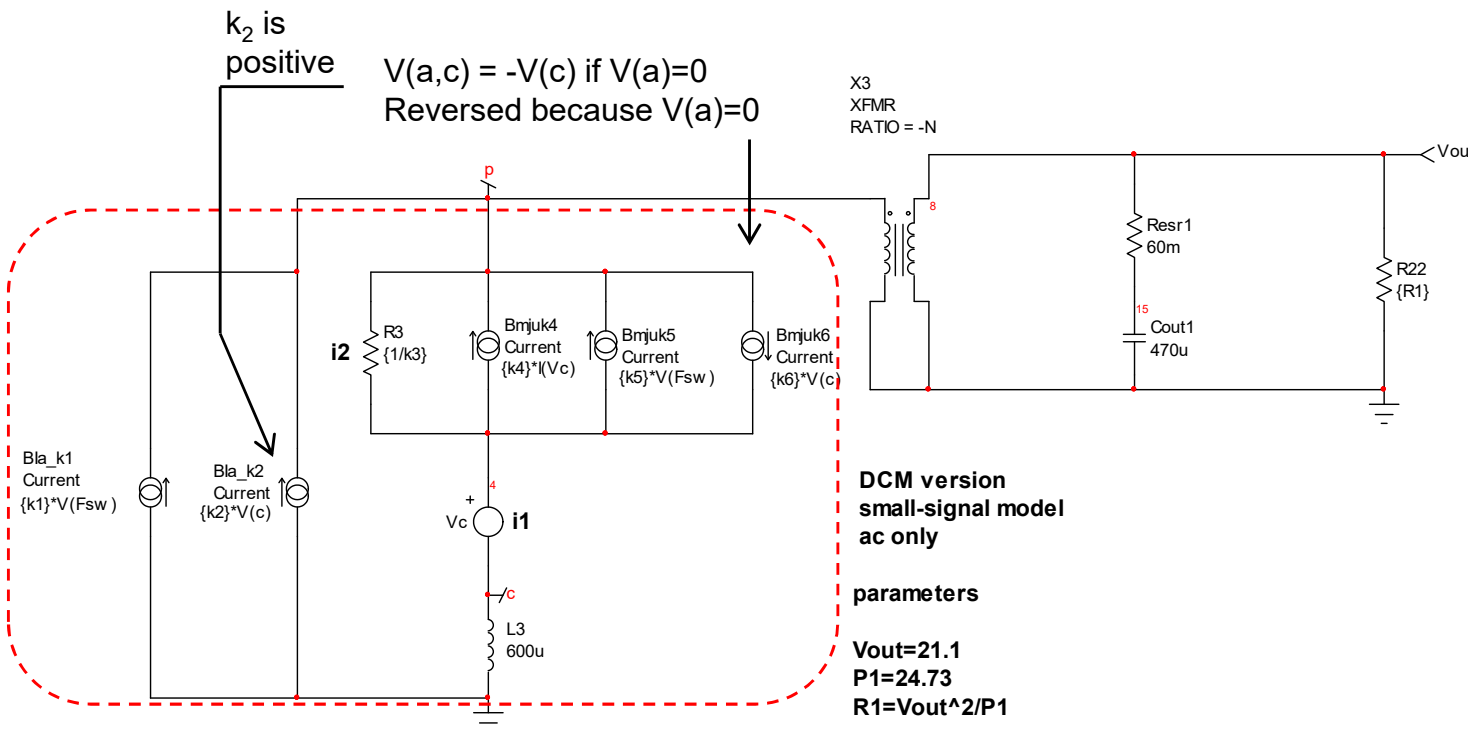 k2 is
positive
V(a,c) = -V(c) if V(a)=0
Reversed because V(a)=0
X3
XFMR
RATIO = -N
Vou
p
8
Resr1
60m
R22
{R1}
15
Cout1
470u
R3
{1/k3}
i2
Bmjuk4
Current
{k4}*I(Vc)
Bmjuk5
Current
{k5}*V(Fsw)
Bmjuk6
Current
{k6}*V(c)
Bla_k1
Current
{k1}*V(Fsw)
Bla_k2
Current
{k2}*V(c)
4
+
Vc
i1
c
L3
600u
DCM version
small-signal model
ac only
parameters
Vout=21.1
P1=24.73
R1=Vout^2/P1